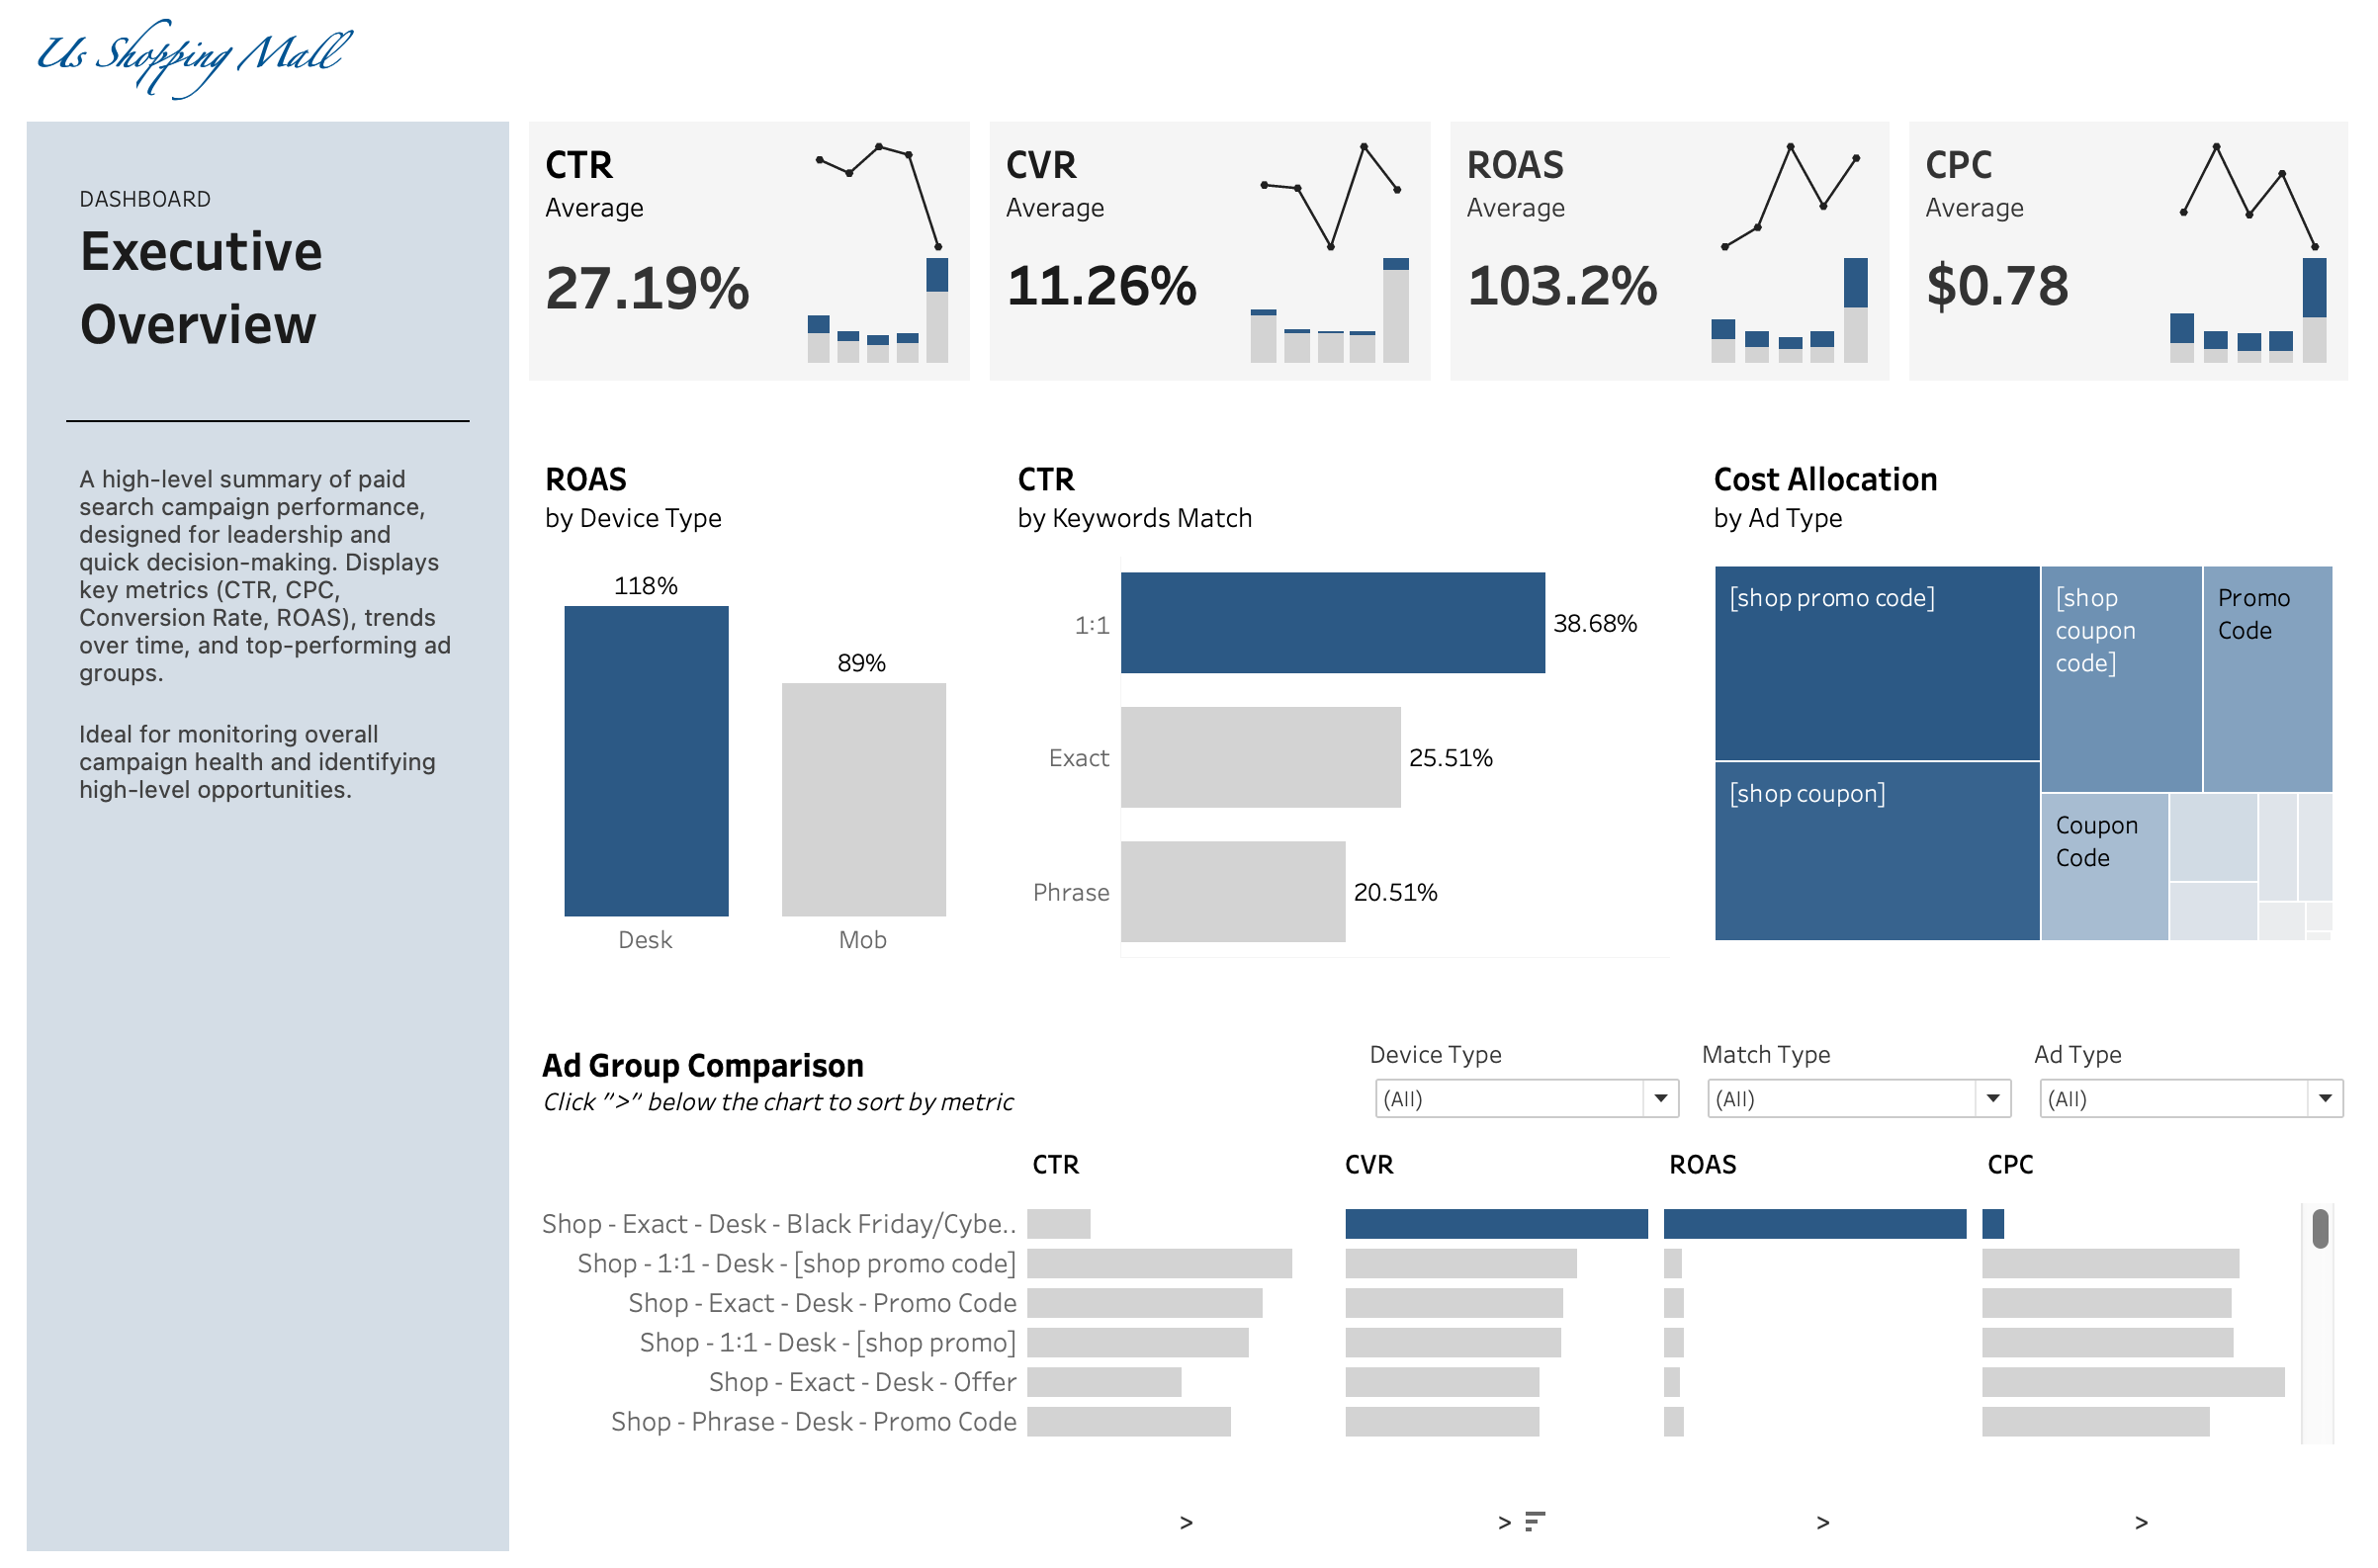 Us Shopping Mall
DASHBOARD
Executive
Overview
A high-level summary of paid
search campaign performance,
designed for leadership and
quick decision-making. Displays
key metrics (CTR, CPC,
Conversion Rate, ROAS), trends
over time, and top-performing ad
groups.
Ideal for monitoring overall
campaign health and identifying
high-level opportunities.
CTR
Average
27.19%
CVR
Average
11.26%
ROAS
Average
103.2%
CPC
Average
$0.78
ROAS
by Device Type
118%
89%
Desk
Mob
CTR
by Keywords Match
1:1
38.68%
Exact
25.51%
Phrase
20.51%
Cost Allocation
by Ad Type
[shop promo code]
[shop
coupon
code]
Promo
Code
[shop coupon]
Coupon
Code
Ad Group Comparison
Click ">" below the chart to sort by metric
Device Type
(All)
Match Type
(All)
Ad Type
(All)
CTR
CVR
ROAS
CPC
Shop - Exact - Desk - Black Friday/Cybe..
Shop - 1:1 - Desk - [shop promo code]
Shop - Exact - Desk - Promo Code
Shop - 1:1 - Desk - [shop promo]
Shop - Exact - Desk - Offer
Shop - Phrase - Desk - Promo Code
> > > >